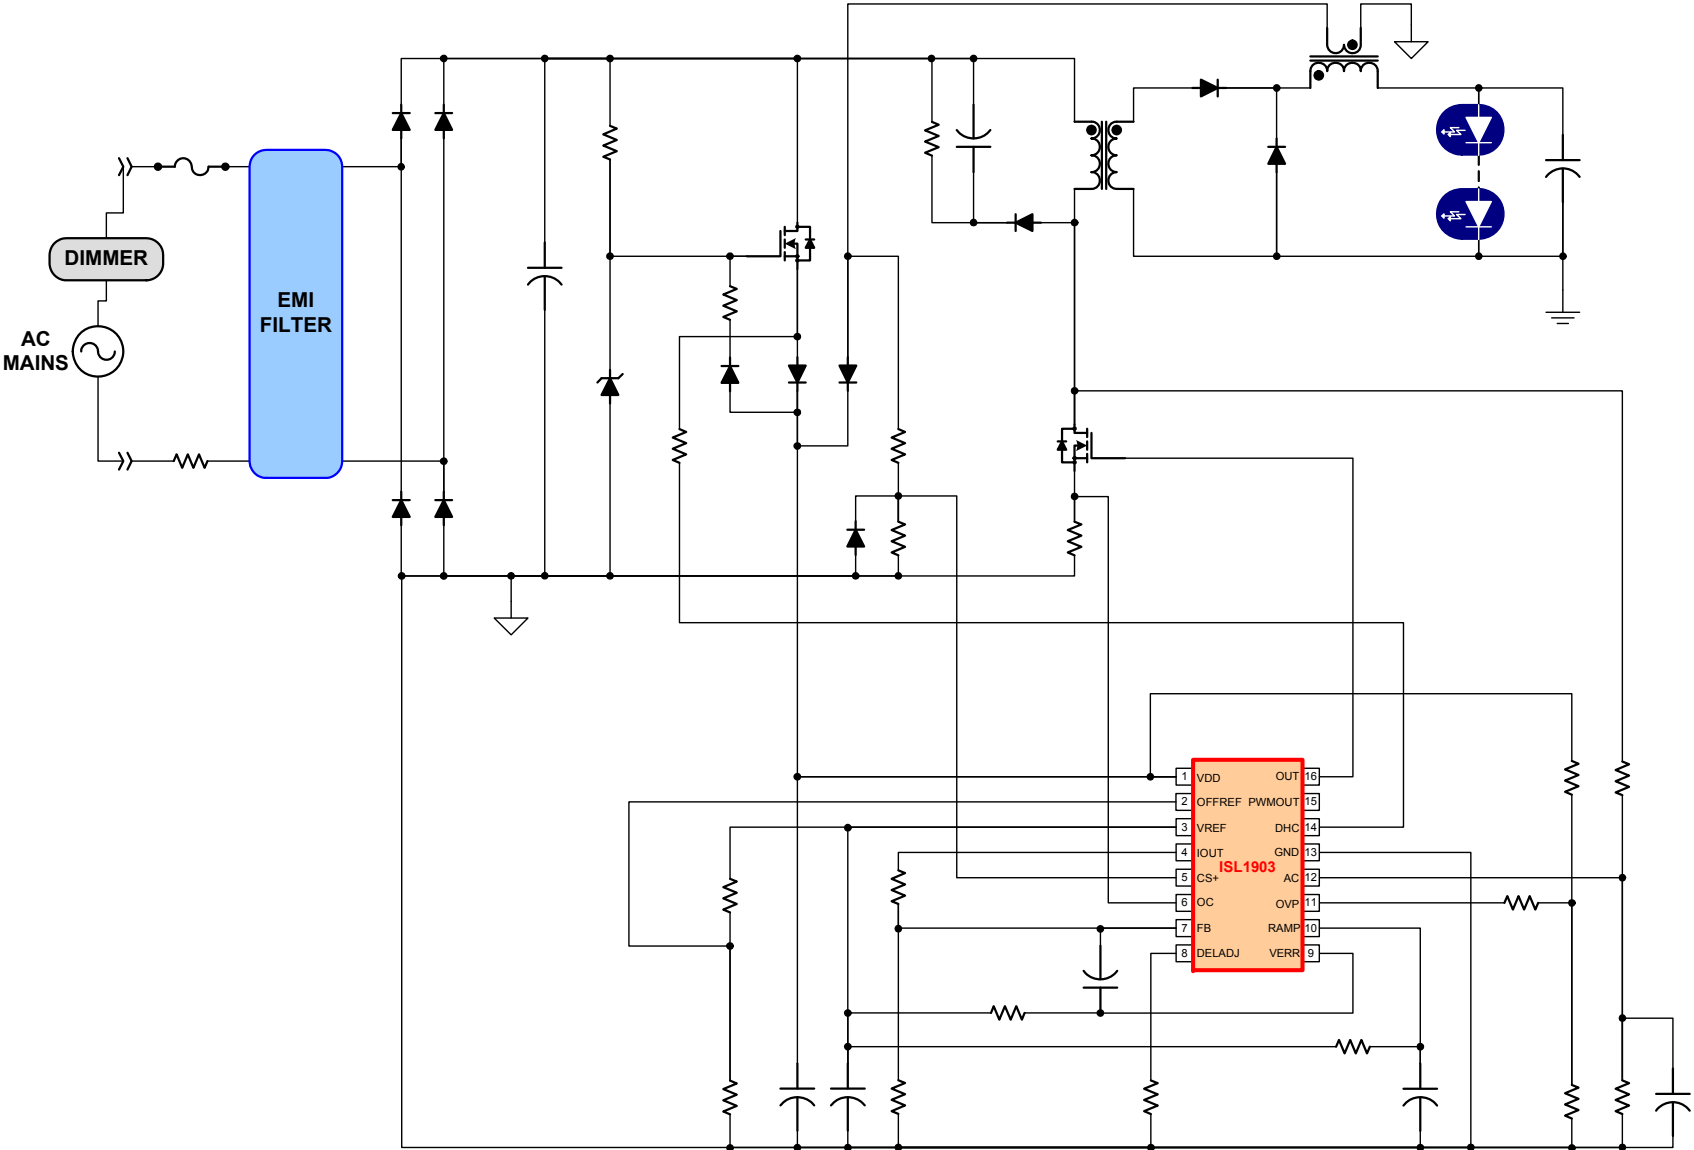 DIMMER
AC
MAINS
EMI
FILTER
1 VDD OUT 16
2 OFFREF PWMOUT 15
3 VREF DHC 14
4 IOUT GND 13
ISL1903
5 CS+ AC 12
6 OC OVP 11
7 FB RAMP 10
8 DELADJ VERR 9